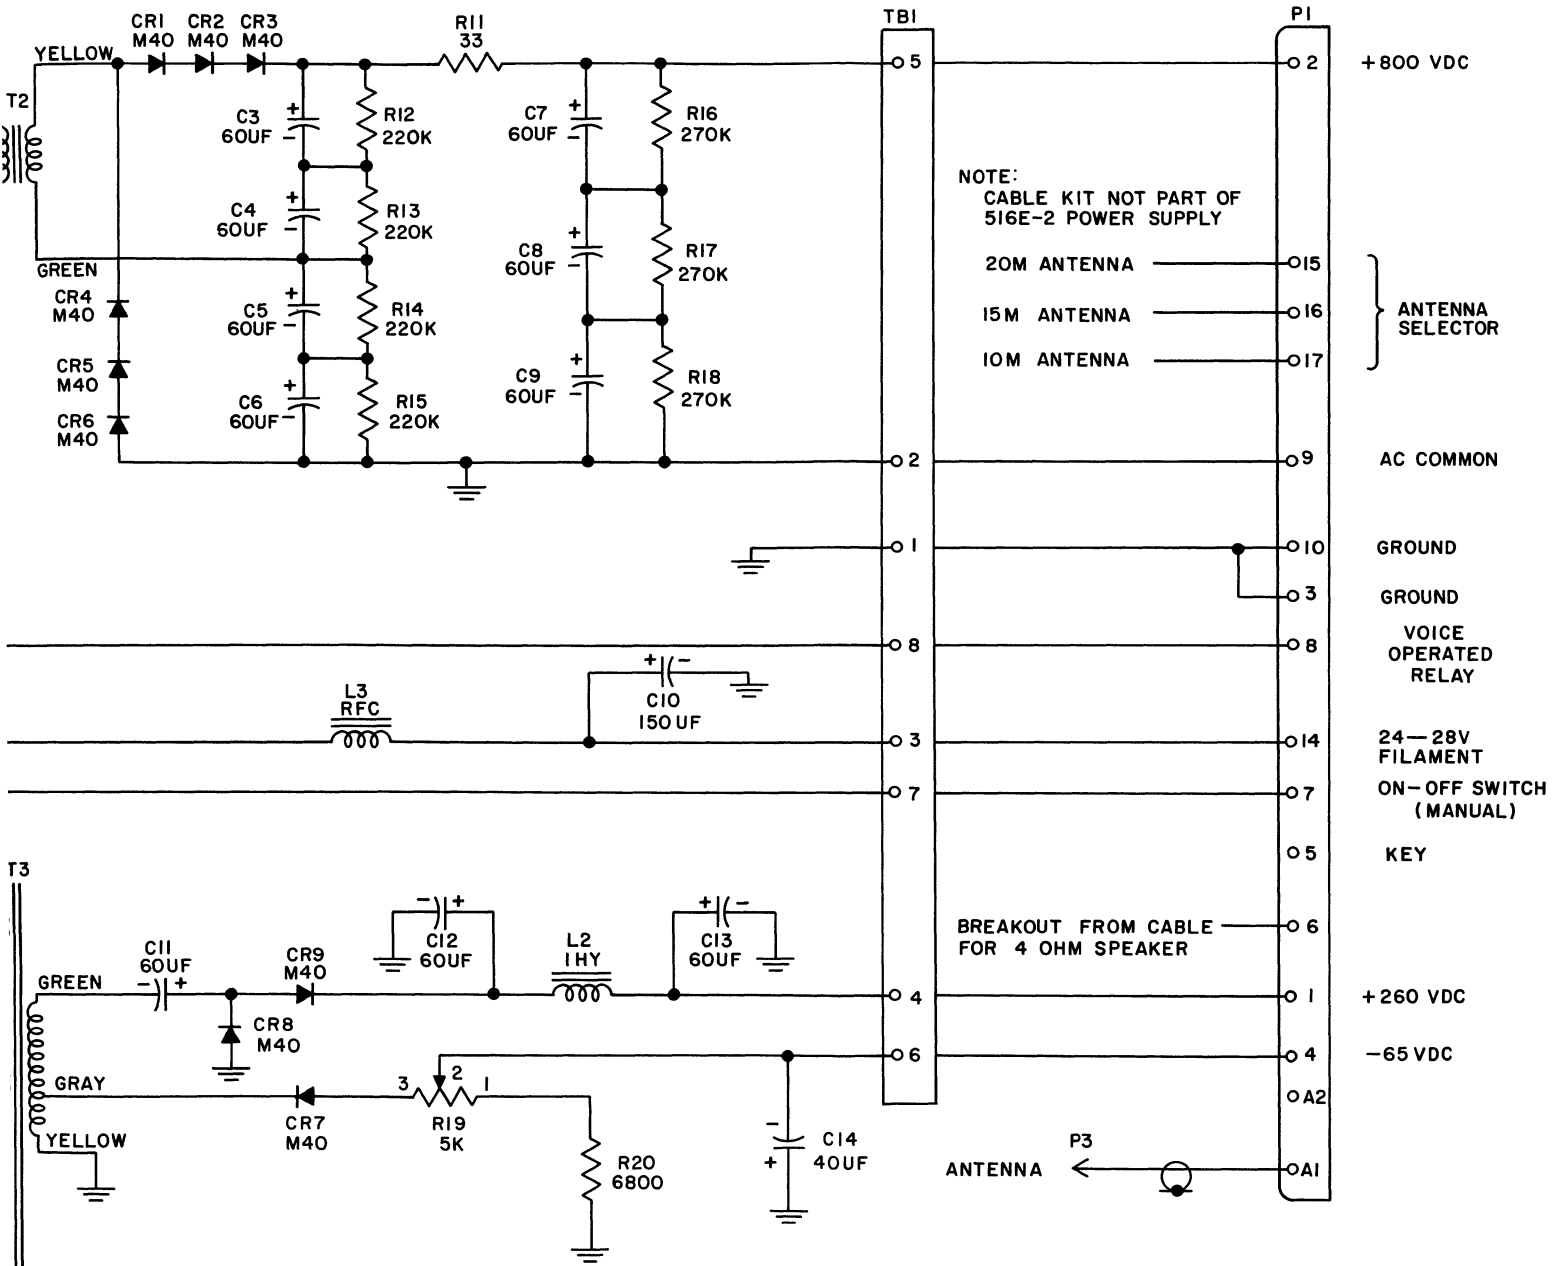 CR1 CR2 CR3
M40 M40 M40
R11
33
TB1
P1
YELLOW
5
2
+800 VDC
T2
+
C3
60UF
-
R12
220K
C7
60UF
+
-
R16
270K
NOTE:
CABLE KIT NOT PART OF
516E-2 POWER SUPPLY
+
C4
60UF
-
R13
220K
+
C8
60UF
-
R17
270K
GREEN
20M ANTENNA
15
CR4
M40
+
C5
60UF
-
R14
220K
15M ANTENNA
16
ANTENNA
SELECTOR
10M ANTENNA
17
CR5
M40
+
C6
60UF
-
R15
220K
+
C9
60UF
-
R18
270K
CR6
M40
2
9
AC COMMON
1
10
GROUND
3
GROUND
8
8
VOICE
OPERATED
RELAY
+ -
C10
150UF
L3
RFC
3
14
24—28V
FILAMENT
7
7
ON-OFF SWITCH
(MANUAL)
5
KEY
T3
- +
C12
60UF
L2
1HY
+ -
C13
60UF
BREAKOUT FROM CABLE
FOR 4 OHM SPEAKER
6
C11
60UF
- +
CR9
M40
GREEN
4
1
+260 VDC
CR8
M40
6
4
-65 VDC
GRAY
3 2 1
A2
CR7
M40
R19
5K
YELLOW
-
C14
40UF
+
R20
6800
P3
ANTENNA
A1